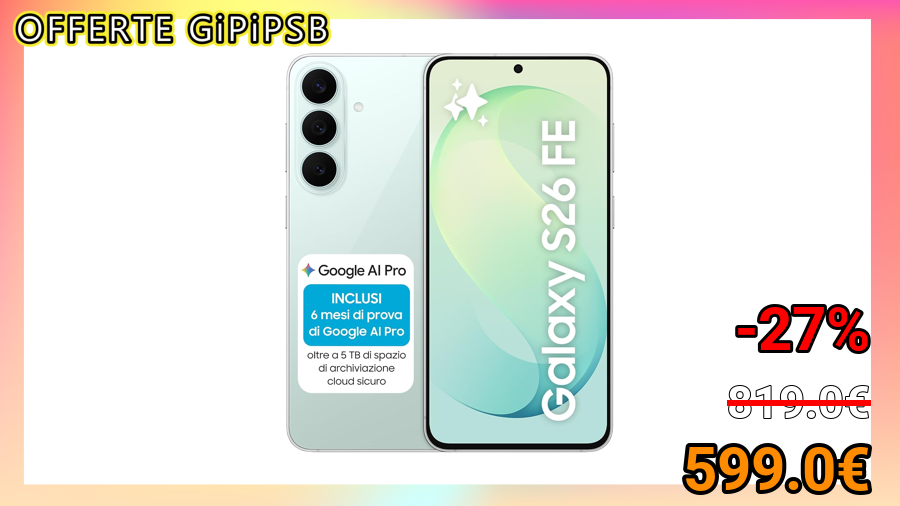 OFFERTE GiPiPSB
Galaxy S26 FE
Google AI Pro
INCLUSI
6 mesi di prova
di Google AI Pro
oltre a 5 TB di spazio
di archiviazione
cloud sicuro
-27%
819.0€
599.0€